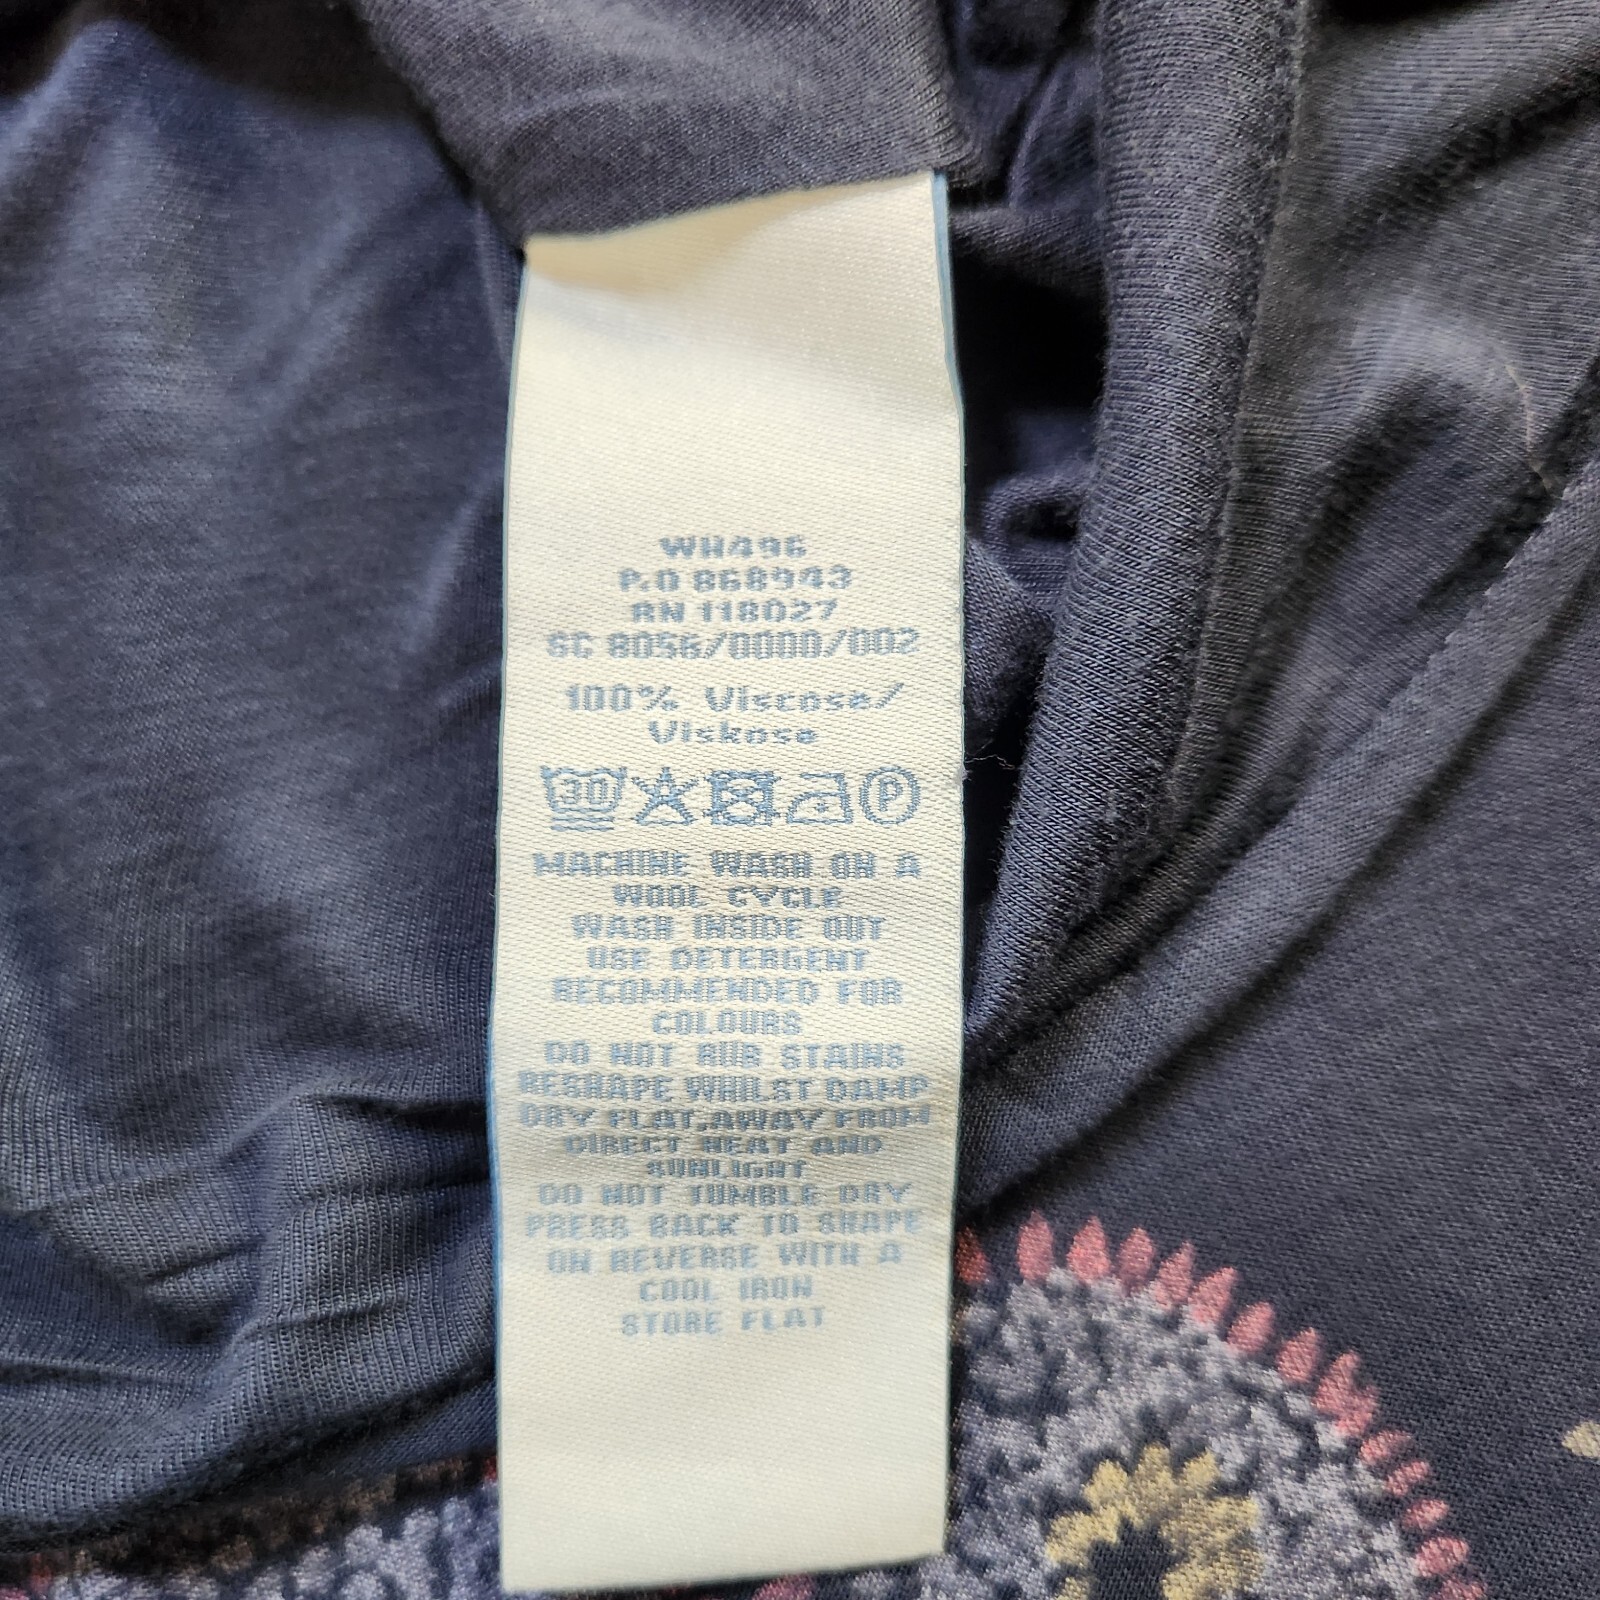 WH496
P.O 868943
RN 118027
SC 8056/0000/002
100% Viscose/
Viskose
30 P
MACHINE WASH ON A
WOOL CYCLE
WASH INSIDE OUT
USE DETERGENT
RECOMMENDED FOR
COLOURS
DO NOT RUB STAINS
RESHAPE WHILST DAMP
DRY FLAT,AWAY FROM
DIRECT HEAT AND
SUNLIGHT
DO NOT TUMBLE DRY
PRESS BACK TO SHAPE
ON REVERSE WITH A
COOL IRON
STORE FLAT